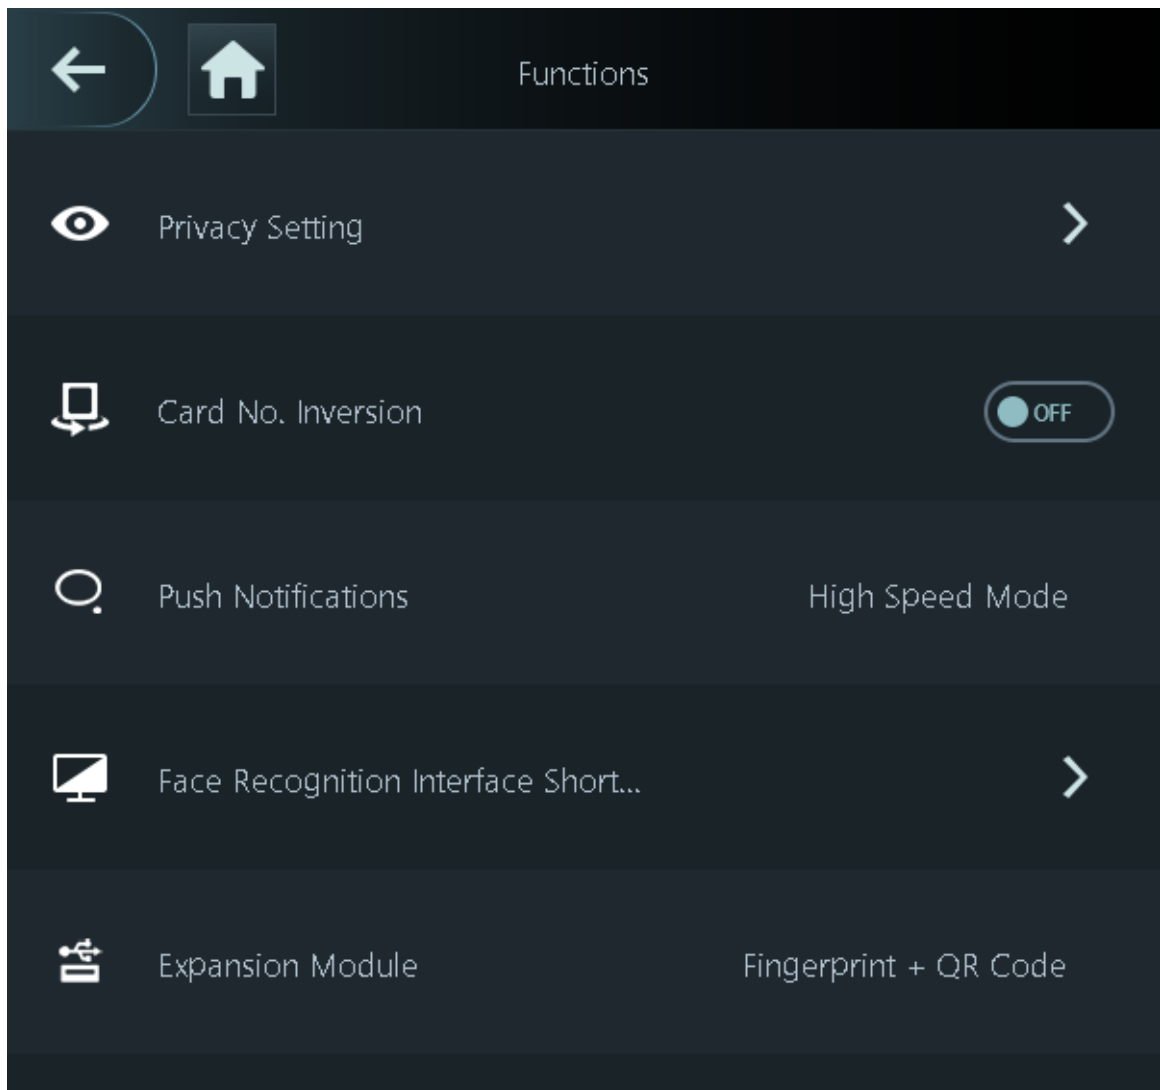 Functions
Privacy Setting
Card No. Inversion
OFF
Push Notifications
High Speed Mode
Face Recognition Interface Short...
Expansion Module
Fingerprint + QR Code